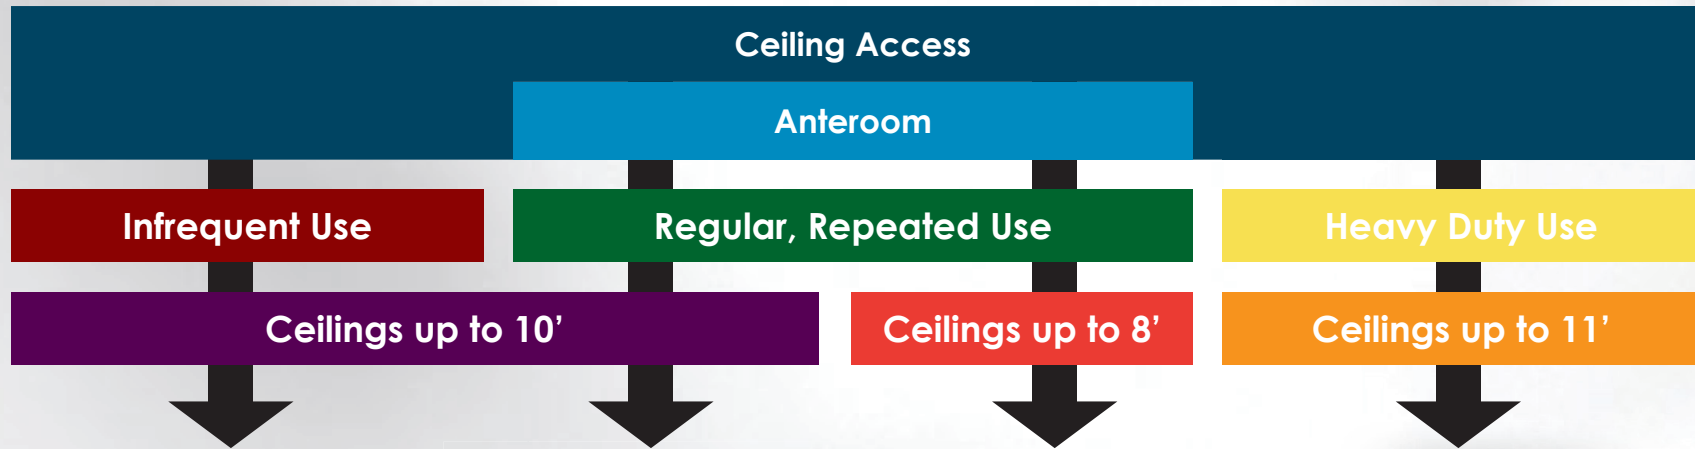 Ceiling Access
Anteroom
Infrequent Use
Regular, Repeated Use
Heavy Duty Use
Ceilings up to 10’
Ceilings up to 8’
Ceilings up to 11’